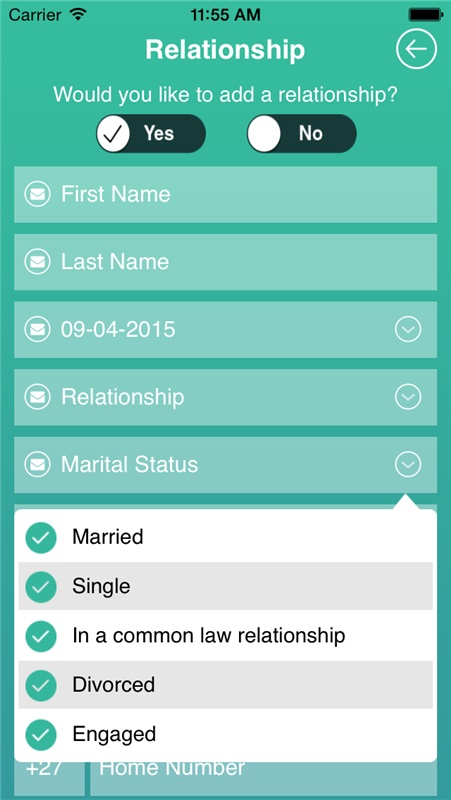 Carrier 11:55 AM
Relationship
Would you like to add a relationship?
Yes No
First Name
Last Name
09-04-2015
Relationship
Marital Status
Married
Single
In a common law relationship
Divorced
Engaged
+27 Home Number